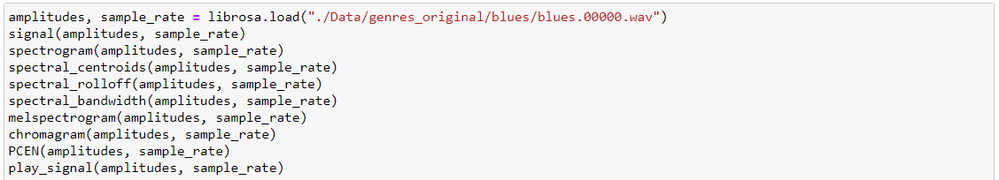 amplitudes, sample_rate = librosa.load("./Data/genres_original/blues/blues.00000.wav")
signal(amplitudes, sample_rate)
spectrogram(amplitudes, sample_rate)
spectral_centroids(amplitudes, sample_rate)
spectral_rolloff(amplitudes, sample_rate)
spectral_bandwidth(amplitudes, sample_rate)
melspectrogram(amplitudes, sample_rate)
chromagram(amplitudes, sample_rate)
PCEN(amplitudes, sample_rate)
play_signal(amplitudes, sample_rate)